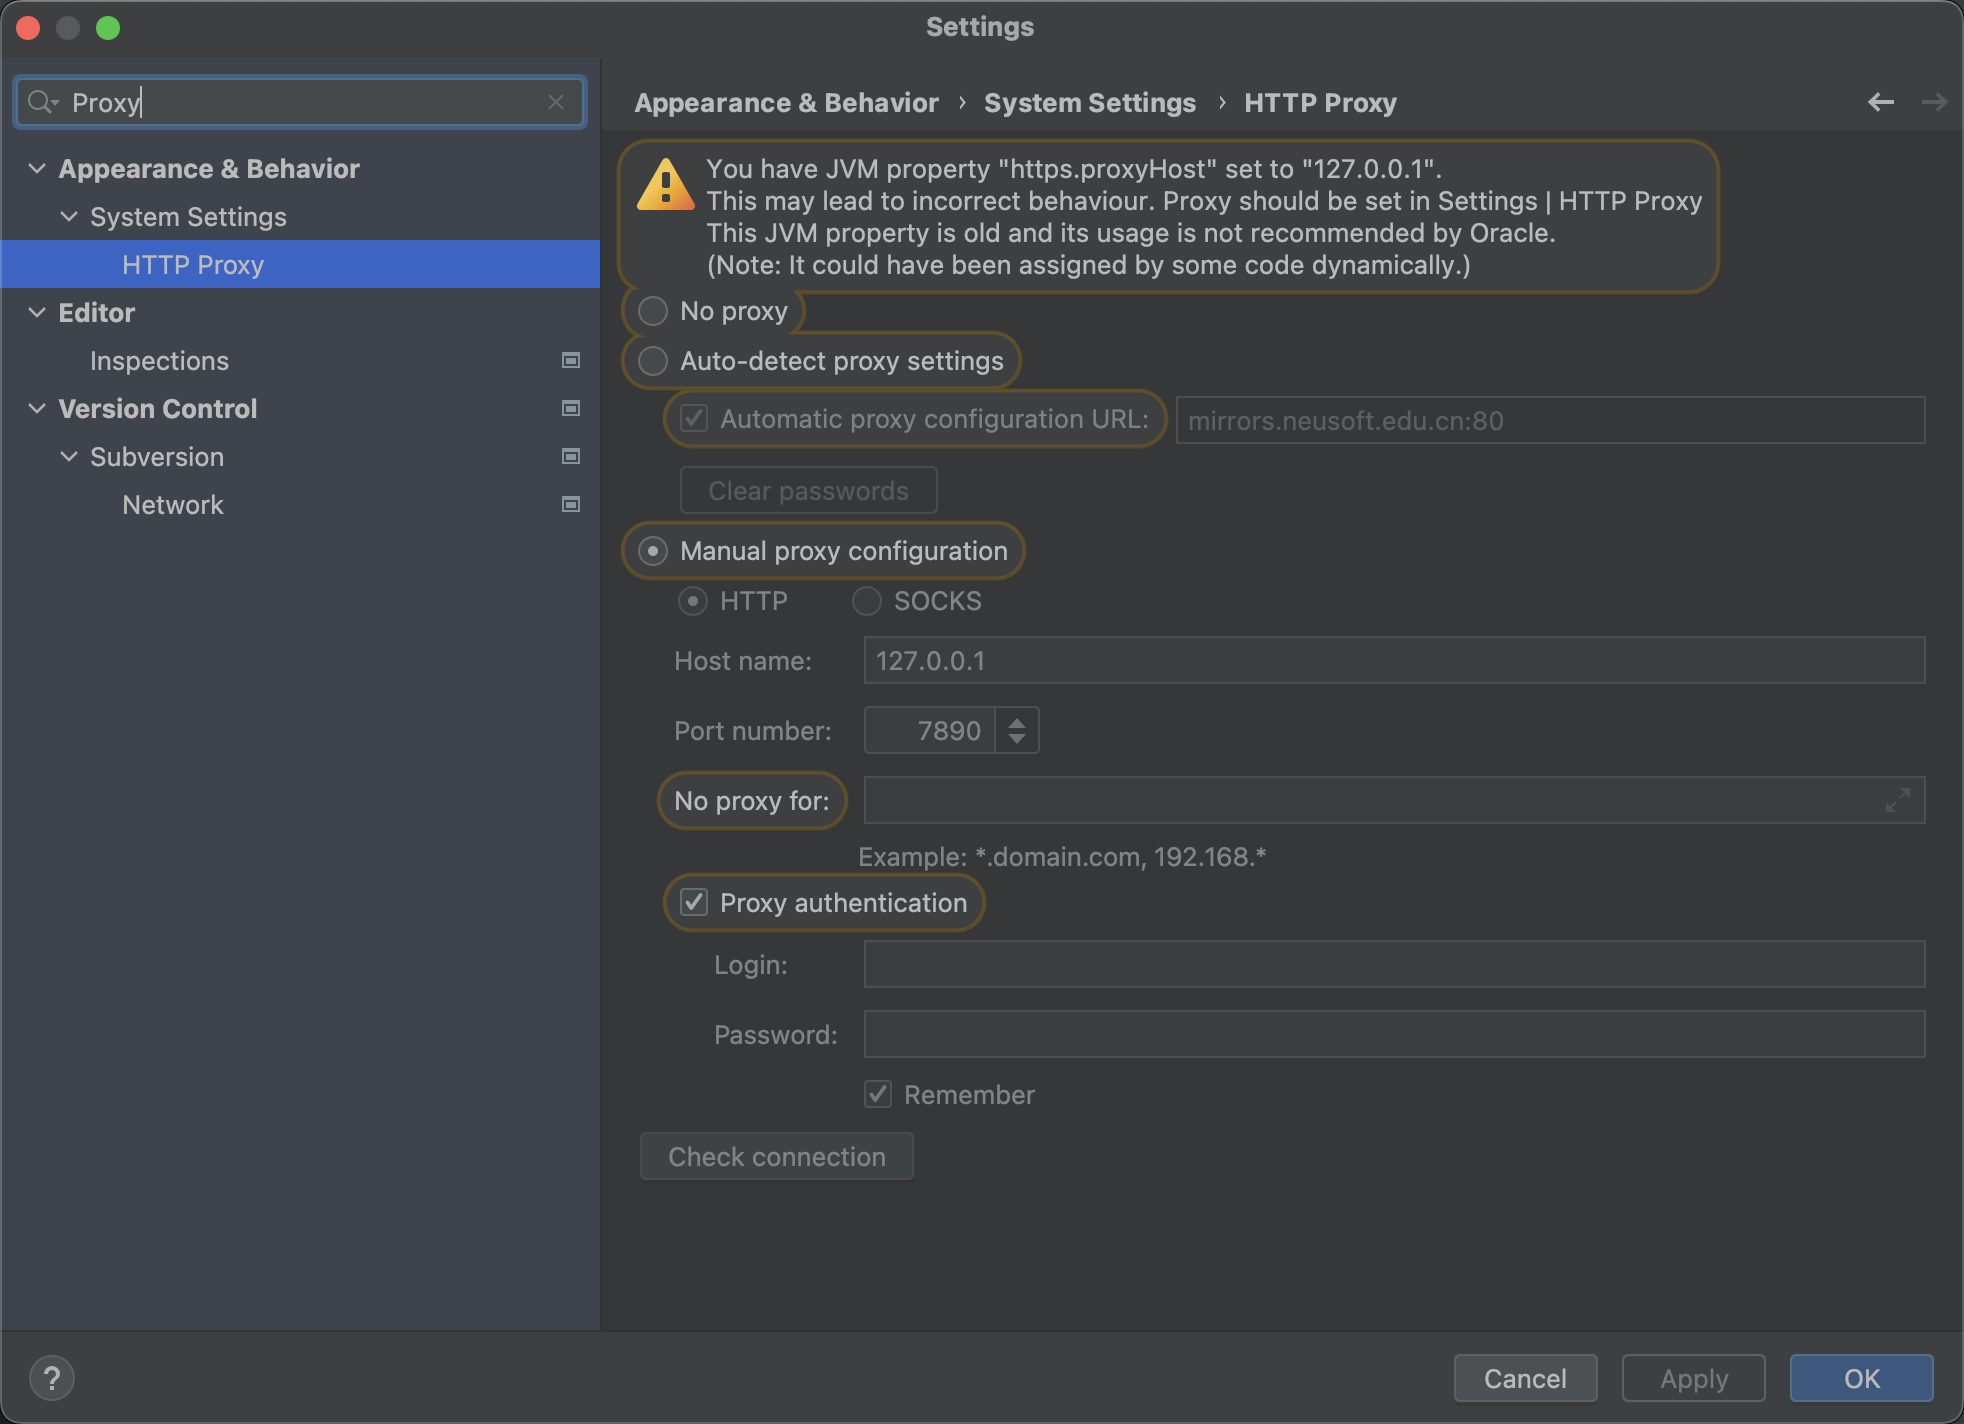 Settings
Proxy
Appearance & Behavior
System Settings
HTTP Proxy
Editor
Inspections
Version Control
Subversion
Network
Appearance & Behavior › System Settings › HTTP Proxy
You have JVM property "https.proxyHost" set to "127.0.0.1".
This may lead to incorrect behaviour. Proxy should be set in Settings | HTTP Proxy
This JVM property is old and its usage is not recommended by Oracle.
(Note: It could have been assigned by some code dynamically.)
No proxy
Auto-detect proxy settings
Automatic proxy configuration URL: mirrors.neusoft.edu.cn:80
Clear passwords
Manual proxy configuration
HTTP SOCKS
Host name: 127.0.0.1
Port number: 7890
No proxy for:
Example: *.domain.com, 192.168.*
Proxy authentication
Login:
Password:
Remember
Check connection
? Cancel Apply OK